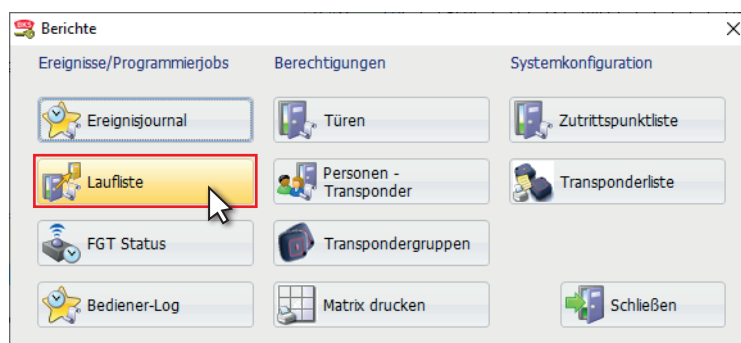 BKS Berichte
Ereignisse/Programmierjobs Berechtigungen Systemkonfiguration
Ereignisjournal Türen Zutrittspunktliste
Laufliste Personen - Transponder Transponderliste
FGT Status Transpondergruppen
Bediener-Log Matrix drucken Schließen